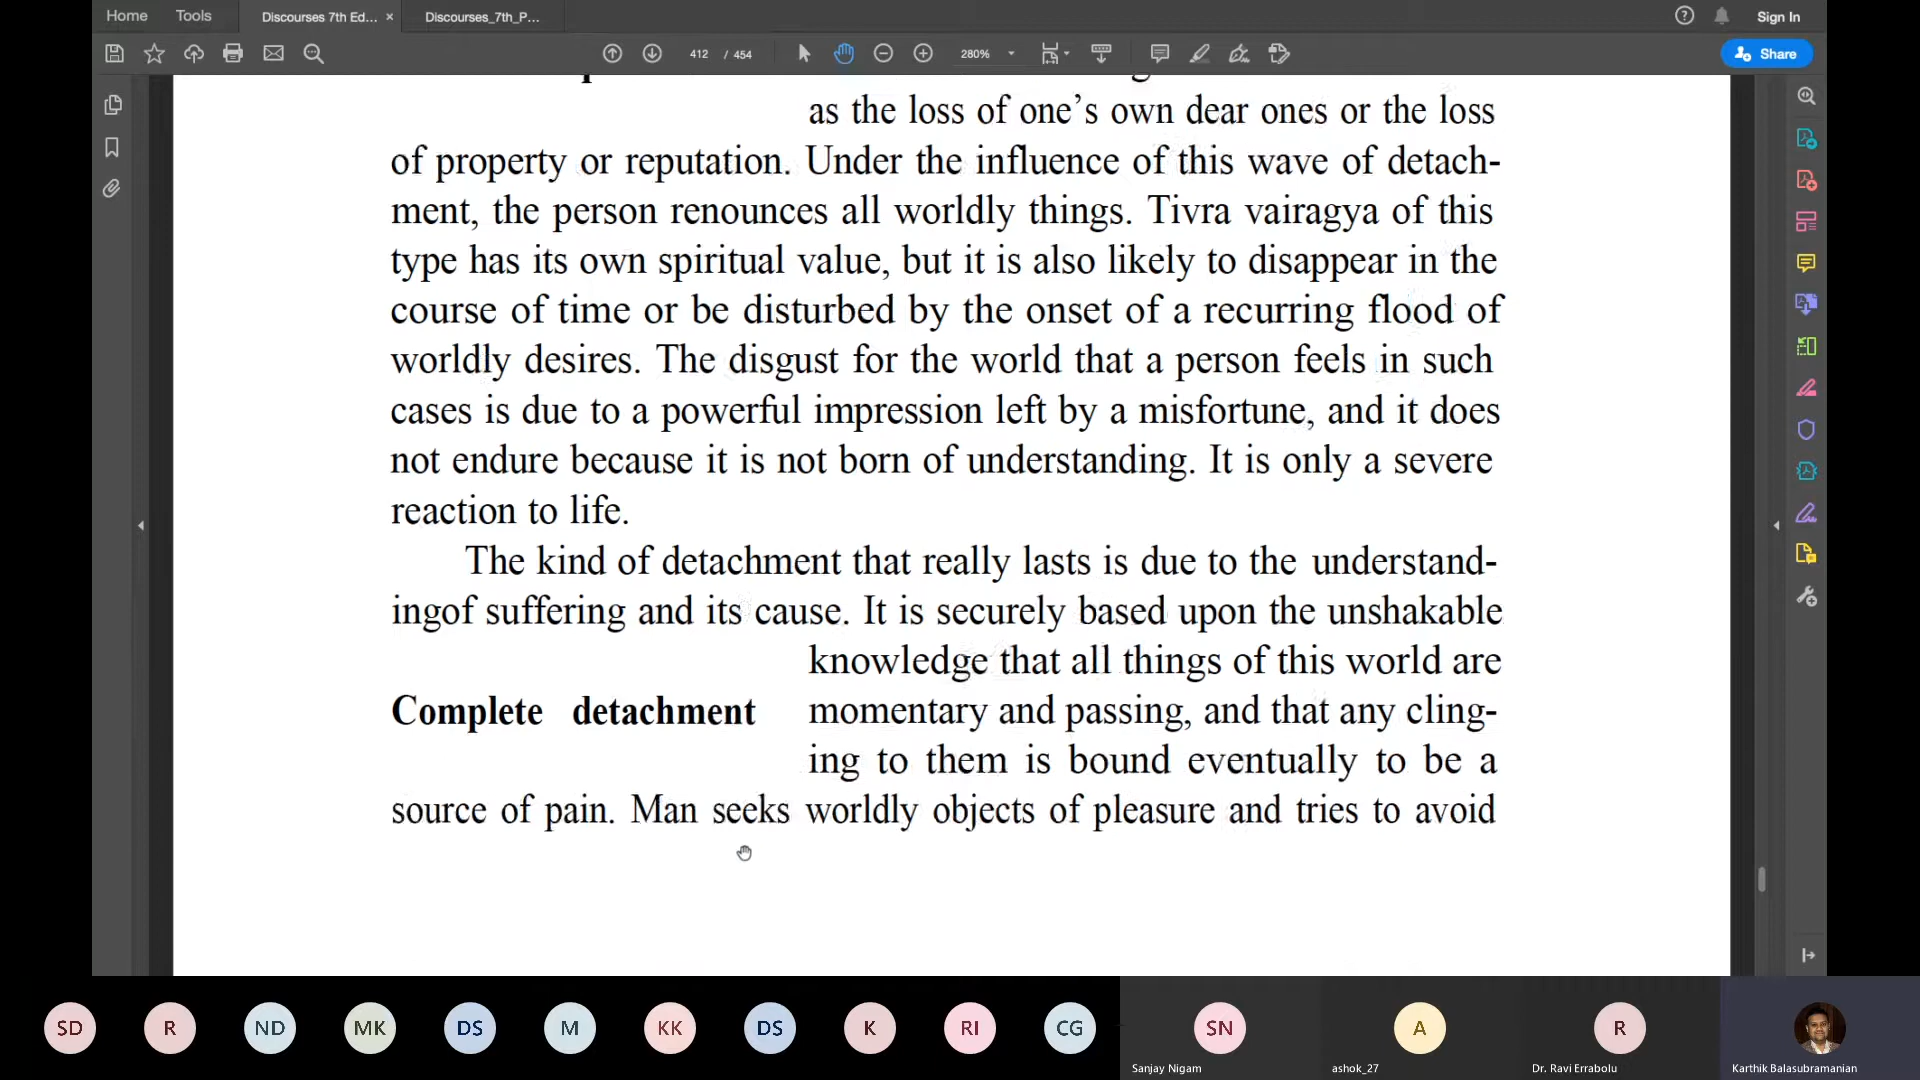 Home Tools Discourses 7th Ed... × Discourses_7th_P... Sign In
412 / 454 280% Share
as the loss of one’s own dear ones or the loss
of property or reputation. Under the influence of this wave of detach-
ment, the person renounces all worldly things. Tivra vairagya of this
type has its own spiritual value, but it is also likely to disappear in the
course of time or be disturbed by the onset of a recurring flood of
worldly desires. The disgust for the world that a person feels in such
cases is due to a powerful impression left by a misfortune, and it does
not endure because it is not born of understanding. It is only a severe
reaction to life.
The kind of detachment that really lasts is due to the understand-
ingof suffering and its cause. It is securely based upon the unshakable
knowledge that all things of this world are
Complete detachment momentary and passing, and that any cling-
ing to them is bound eventually to be a
source of pain. Man seeks worldly objects of pleasure and tries to avoid
SD R ND MK DS M KK DS K RI CG SN A R
Sanjay Nigam ashok_27 Dr. Ravi Errabolu Karthik Balasubramanian